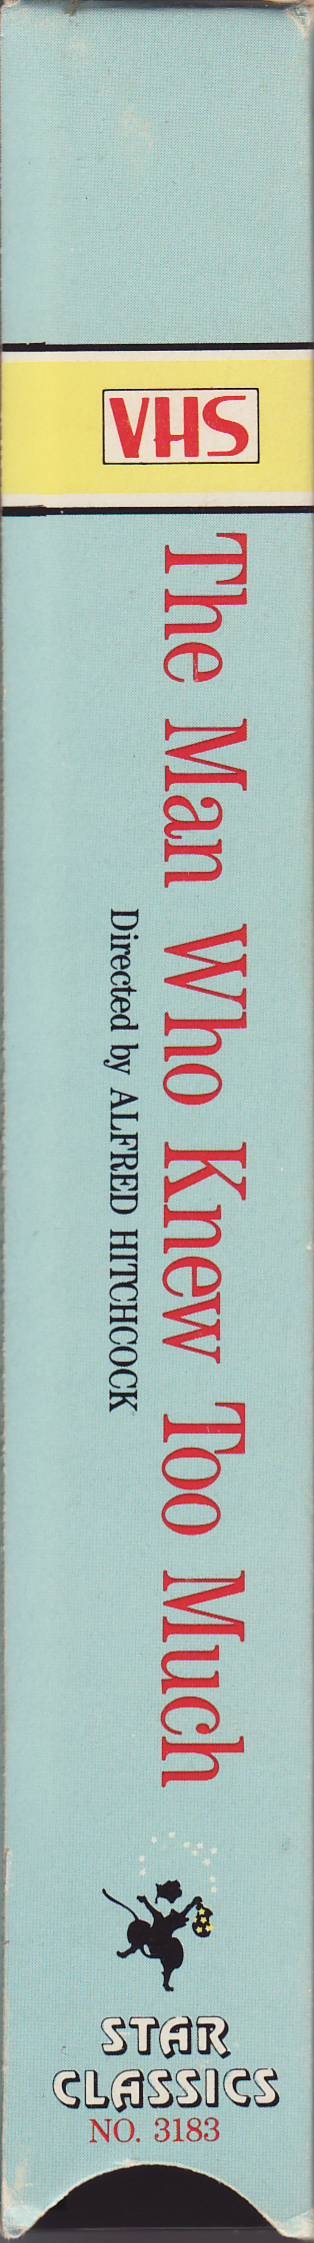 VHS
The Man Who Knew Too Much
Directed by ALFRED HITCHCOCK
STAR
CLASSICS
NO. 3183